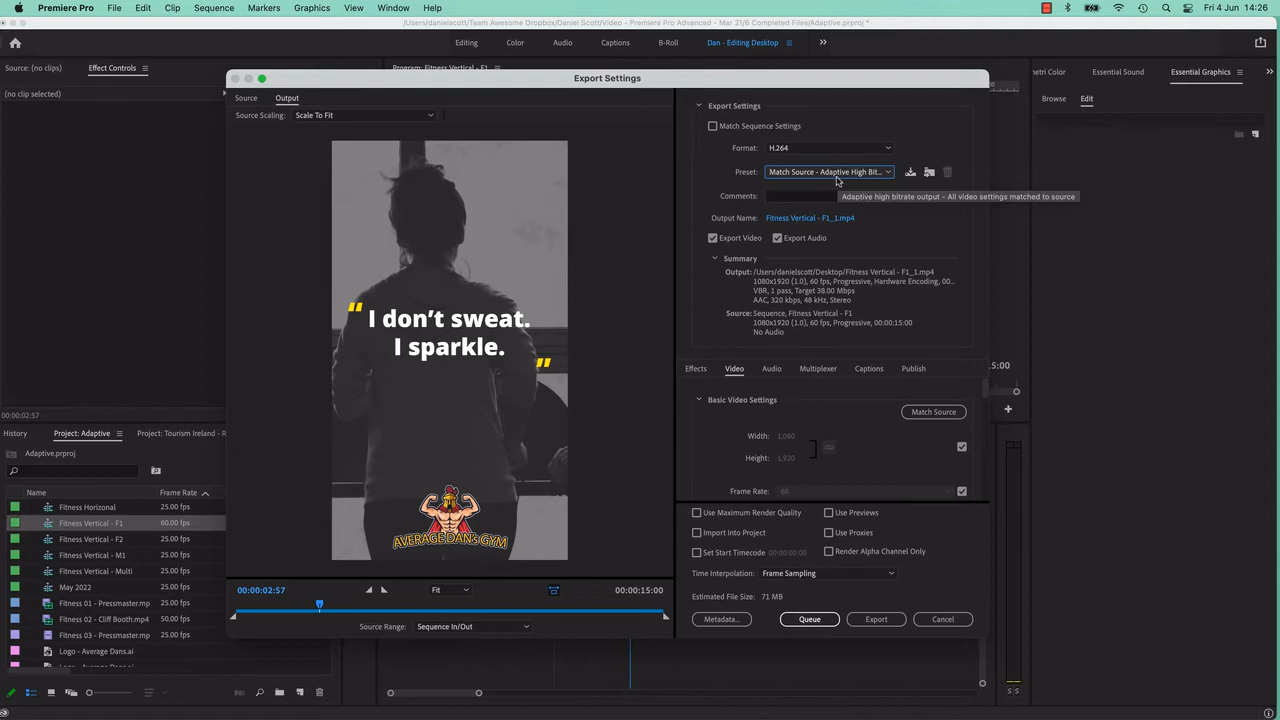 Premiere Pro File Edit Clip Sequence Markers Graphics View Window Help Fri 4 Jun 14:26
/Users/danielscott/Team Awesome Dropbox/Daniel Scott/Video - Premiere Pro Advanced - Mar 21/6 Completed Files/Adaptive.prproj *
Editing Color Audio Captions B-Roll Dan - Editing Desktop
Source: (no clips) Effect Controls Program: Fitness Vertical - F1 metri Color Essential Sound Essential Graphics
(no clip selected)
Browse Edit
Export Settings
Source Output
Source Scaling: Scale To Fit
Export Settings
Match Sequence Settings
Format: H.264
Preset: Match Source - Adaptive High Bit...
Comments:
Adaptive high bitrate output – All video settings matched to source
Output Name: Fitness Vertical - F1_1.mp4
Export Video Export Audio
Summary
Output: /Users/danielscott/Desktop/Fitness Vertical - F1_1.mp4
1080x1920 (1.0), 60 fps, Progressive, Hardware Encoding, 00...
VBR, 1 pass, Target 38.00 Mbps
AAC, 320 kbps, 48 kHz, Stereo
Source: Sequence, Fitness Vertical - F1
1080x1920 (1.0), 60 fps, Progressive, 00:00:15:00
No Audio
" I don't sweat.
I sparkle. "
AVERAGE DANs GYM
Effects Video Audio Multiplexer Captions Publish
Basic Video Settings
Match Source
Width: 1,080
Height: 1,920
Frame Rate: 60
Use Maximum Render Quality Use Previews
Import Into Project Use Proxies
Set Start Timecode 00:00:00:00 Render Alpha Channel Only
Time Interpolation: Frame Sampling
Estimated File Size: 71 MB
Metadata... Queue Export Cancel
00:00:02:57 Fit 00:00:15:00
Source Range: Sequence In/Out
00:00:02:57
:15:00
History Project: Adaptive Project: Tourism Ireland - R
Adaptive.prproj
Name Frame Rate
Fitness Horizonal 25.00 fps
Fitness Vertical - F1 60.00 fps
Fitness Vertical - F2 25.00 fps
Fitness Vertical - M1 25.00 fps
Fitness Vertical - Multi 25.00 fps
May 2022 25.00 fps
Fitness 01 - Pressmaster.mp 25.00 fps
Fitness 02 - Cliff Booth.mp4 50.00 fps
Fitness 03 - Pressmaster.mp 25.00 fps
Logo - Average Dans.ai
S S